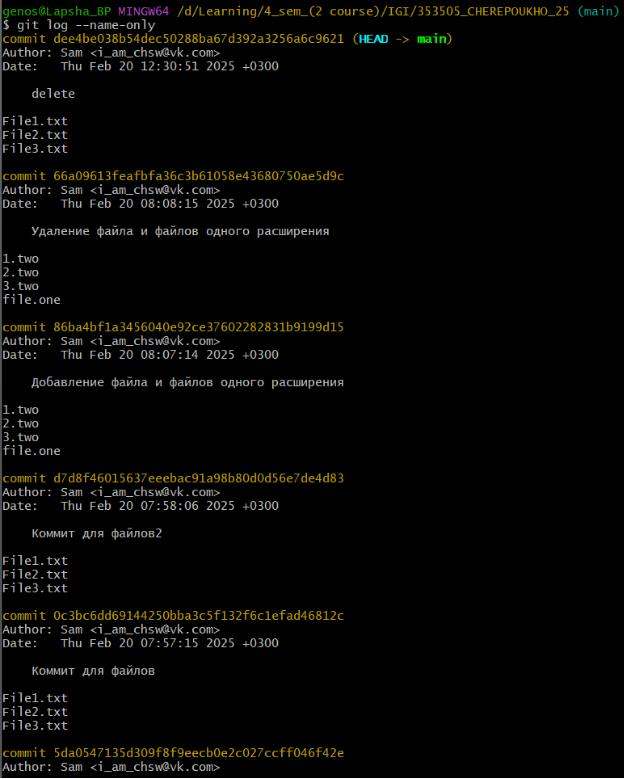 genos@Lapsha_BP MINGW64 /d/Learning/4_sem_(2 course)/IGI/353505_CHEREPOUKHO_25 (main)
$ git log --name-only
commit dee4be038b54dec50288ba67d392a3256a6c9621 (HEAD -> main)
Author: Sam <i_am_chsw@vk.com>
Date:   Thu Feb 20 12:30:51 2025 +0300

    delete

File1.txt
File2.txt
File3.txt

commit 66a09613feafbfa36c3b61058e43680750ae5d9c
Author: Sam <i_am_chsw@vk.com>
Date:   Thu Feb 20 08:08:15 2025 +0300

    Удаление файла и файлов одного расширения

1.two
2.two
3.two
file.one

commit 86ba4bf1a3456040e92ce37602282831b9199d15
Author: Sam <i_am_chsw@vk.com>
Date:   Thu Feb 20 08:07:14 2025 +0300

    Добавление файла и файлов одного расширения

1.two
2.two
3.two
file.one

commit d7d8f46015637eeebac91a98b80d0d56e7de4d83
Author: Sam <i_am_chsw@vk.com>
Date:   Thu Feb 20 07:58:06 2025 +0300

    Коммит для файлов2

File1.txt
File2.txt
File3.txt

commit 0c3bc6dd69144250bba3c5f132f6c1efad46812c
Author: Sam <i_am_chsw@vk.com>
Date:   Thu Feb 20 07:57:15 2025 +0300

    Коммит для файлов

File1.txt
File2.txt
File3.txt

commit 5da0547135d309f8f9eecb0e2c027ccff046f42e
Author: Sam <i_am_chsw@vk.com>